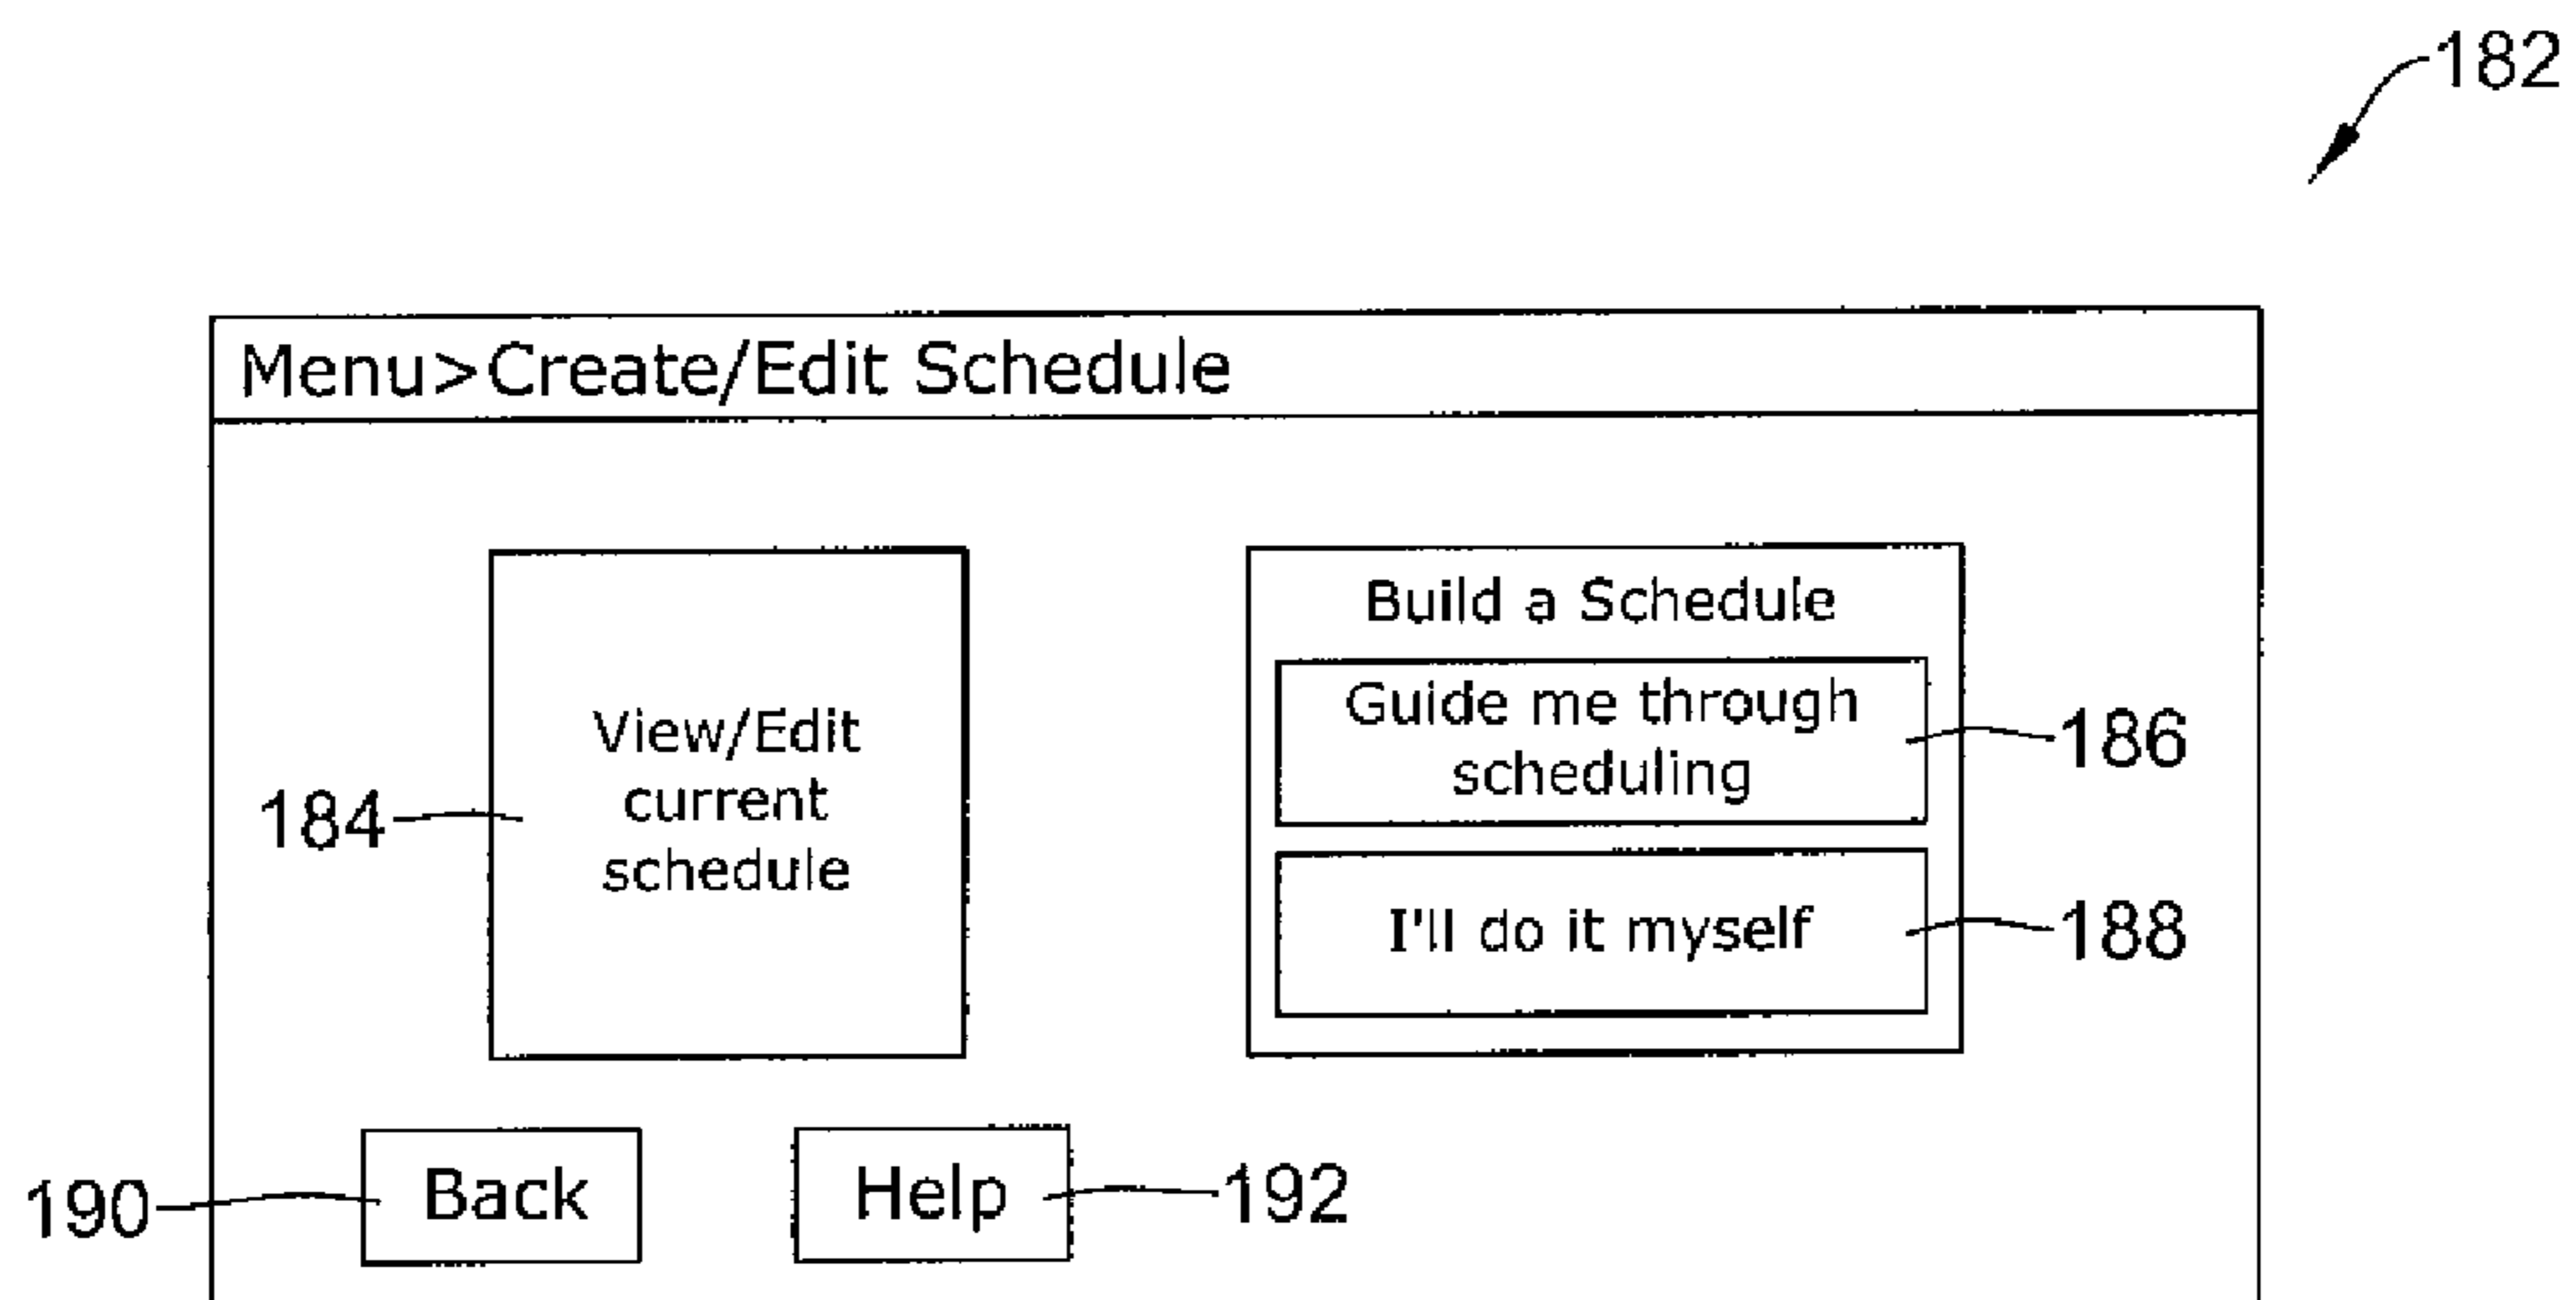 182
Menu>Create/Edit Schedule
View/Edit
current
schedule
184
Build a Schedule
Guide me through
scheduling
186
I'll do it myself
188
190
Back
Help
192